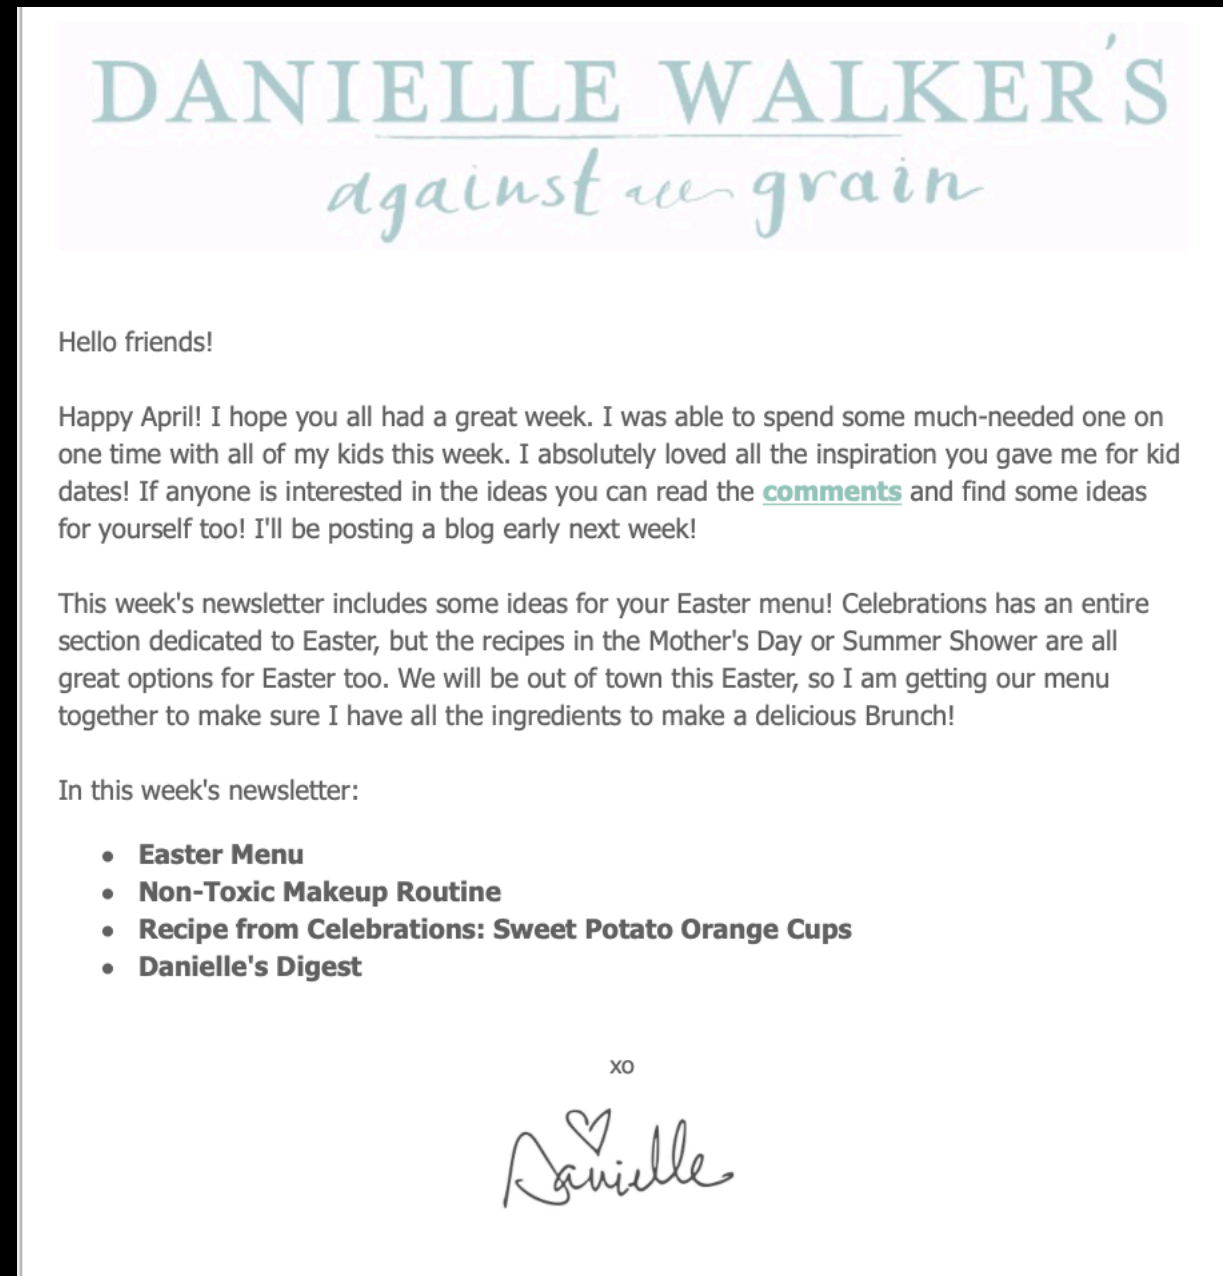 DANIELLE WALKER'S
against all grain
Hello friends!
Happy April! I hope you all had a great week. I was able to spend some much-needed one on
one time with all of my kids this week. I absolutely loved all the inspiration you gave me for kid
dates! If anyone is interested in the ideas you can read the comments and find some ideas
for yourself too! I'll be posting a blog early next week!
This week's newsletter includes some ideas for your Easter menu! Celebrations has an entire
section dedicated to Easter, but the recipes in the Mother's Day or Summer Shower are all
great options for Easter too. We will be out of town this Easter, so I am getting our menu
together to make sure I have all the ingredients to make a delicious Brunch!
In this week's newsletter:
• Easter Menu
• Non-Toxic Makeup Routine
• Recipe from Celebrations: Sweet Potato Orange Cups
• Danielle's Digest
xo
Danielle